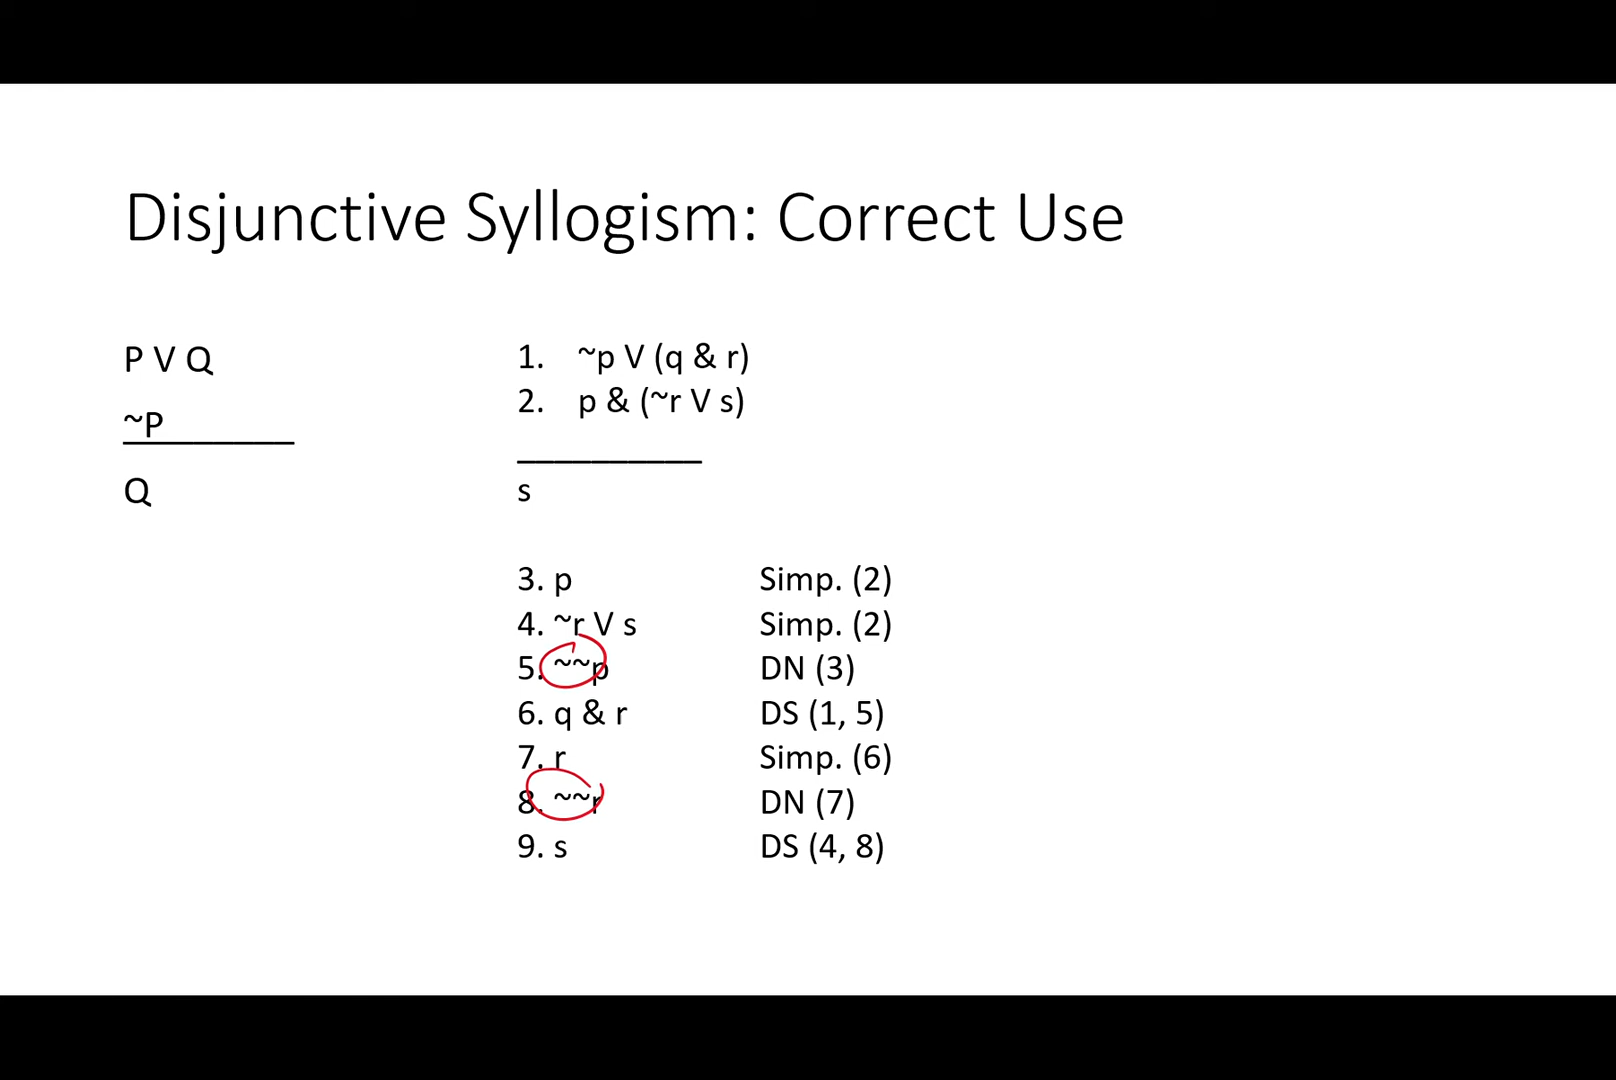 Disjunctive Syllogism: Correct Use
P V Q
~P
Q
1. ~p V (q & r)
2. p & (~r V s)
s
3. p Simp. (2)
4. ~r V s Simp. (2)
5. ~~p DN (3)
6. q & r DS (1, 5)
7. r Simp. (6)
8. ~~r DN (7)
9. s DS (4, 8)